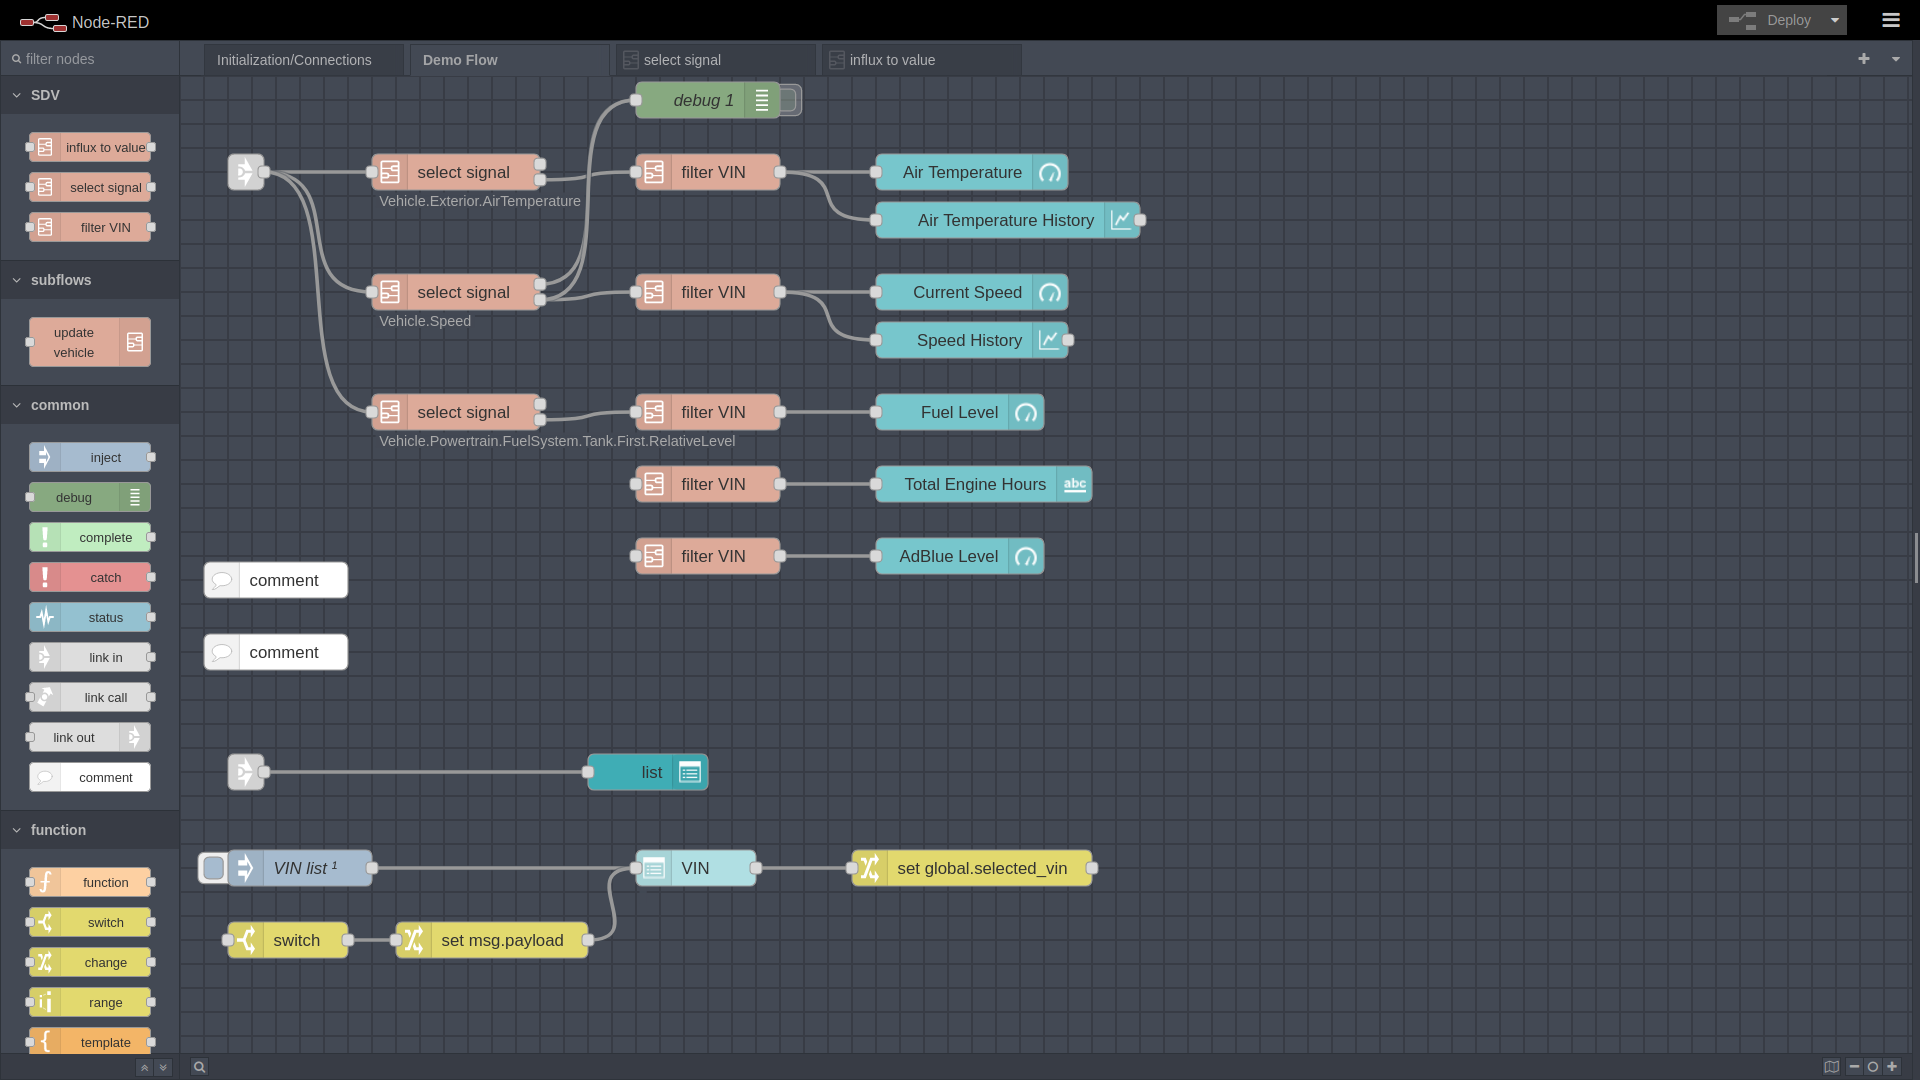 Node-RED
Deploy
filter nodes
Initialization/Connections
Demo Flow
select signal
influx to value
SDV
influx to value
select signal
filter VIN
subflows
update
vehicle
common
inject
debug
complete
catch
status
link in
link call
link out
comment
function
function
switch
change
range
template
debug 1
select signal
Vehicle.Exterior.AirTemperature
filter VIN
Air Temperature
Air Temperature History
select signal
Vehicle.Speed
filter VIN
Current Speed
Speed History
select signal
Vehicle.Powertrain.FuelSystem.Tank.First.RelativeLevel
filter VIN
Fuel Level
filter VIN
Total Engine Hours
abc
filter VIN
AdBlue Level
comment
comment
list
VIN list ¹
VIN
set global.selected_vin
switch
set msg.payload